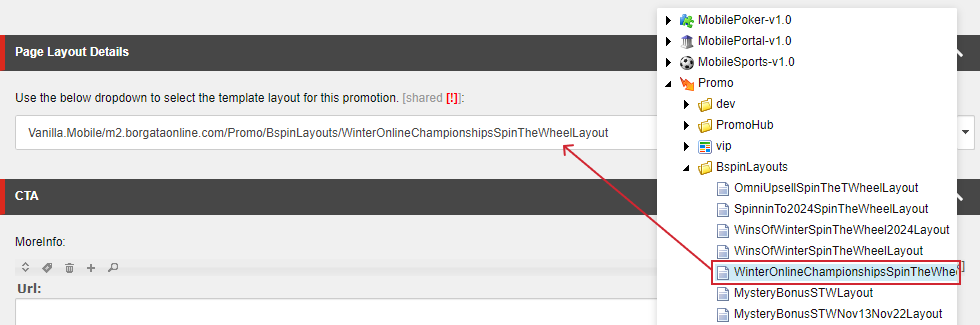 Page Layout Details
Use the below dropdown to select the template layout for this promotion. [shared [!]]:
Vanilla.Mobile/m2.borgataonline.com/Promo/BspinLayouts/WinterOnlineChampionshipsSpinTheWheelLayout
CTA
MoreInfo:
Url:
MobilePoker-v1.0
MobilePortal-v1.0
MobileSports-v1.0
Promo
dev
PromoHub
vip
BspinLayouts
OmniUpsellSpinTheTWheelLayout
SpinninTo2024SpinTheWheelLayout
WinsOfWinterSpinTheWheel2024Layout
WinsOfWinterSpinTheWheelLayout
WinterOnlineChampionshipsSpinTheWhee
MysteryBonusSTWLayout
MysteryBonusSTWNov13Nov22Layout